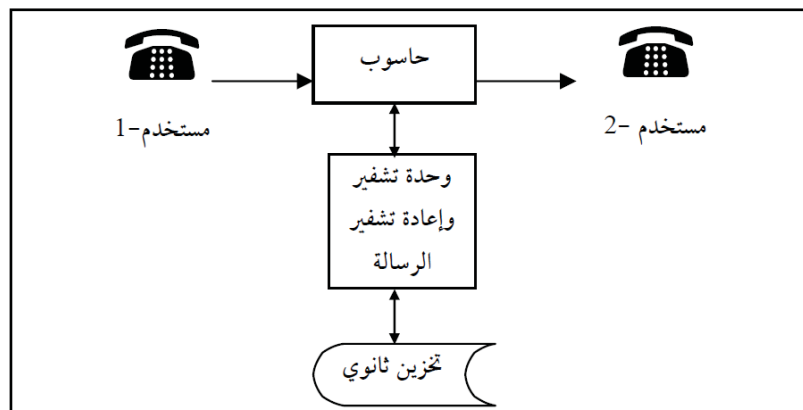 حاسوب
مستخدم-1
مستخدم -2
وحدة تشفير
وإعادة تشفير
الرسالة
تخزين ثانوي